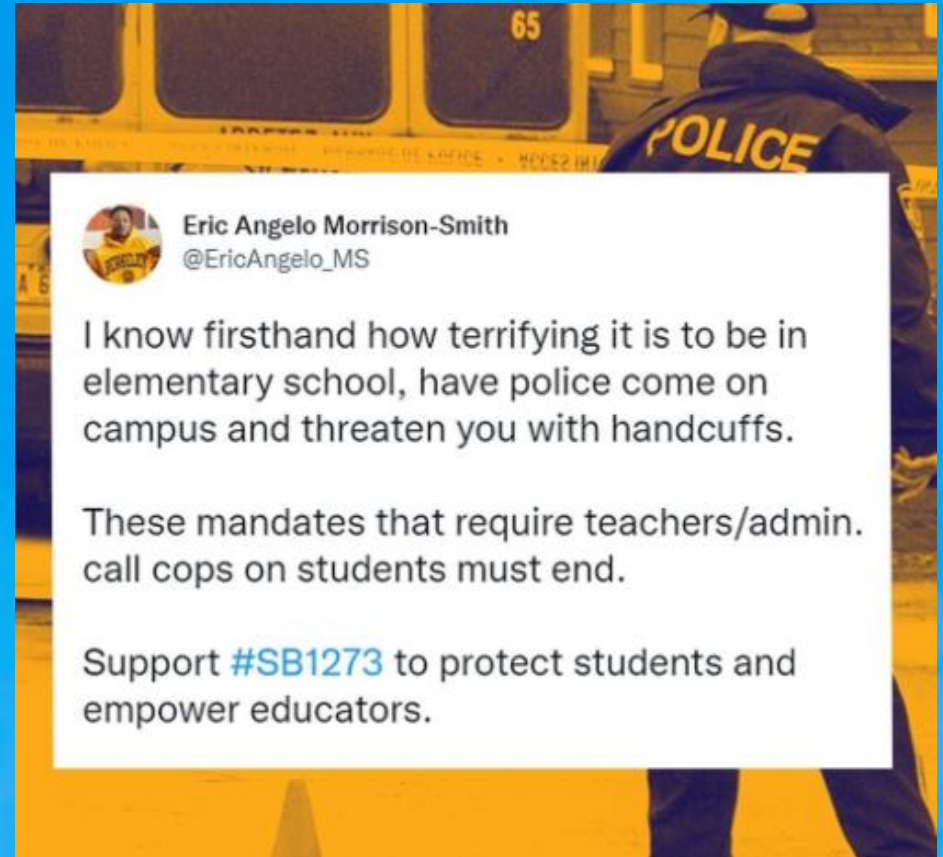 65
POLICE
Eric Angelo Morrison-Smith
@EricAngelo_MS
I know firsthand how terrifying it is to be in
elementary school, have police come on
campus and threaten you with handcuffs.
These mandates that require teachers/admin.
call cops on students must end.
Support #SB1273 to protect students and
empower educators.